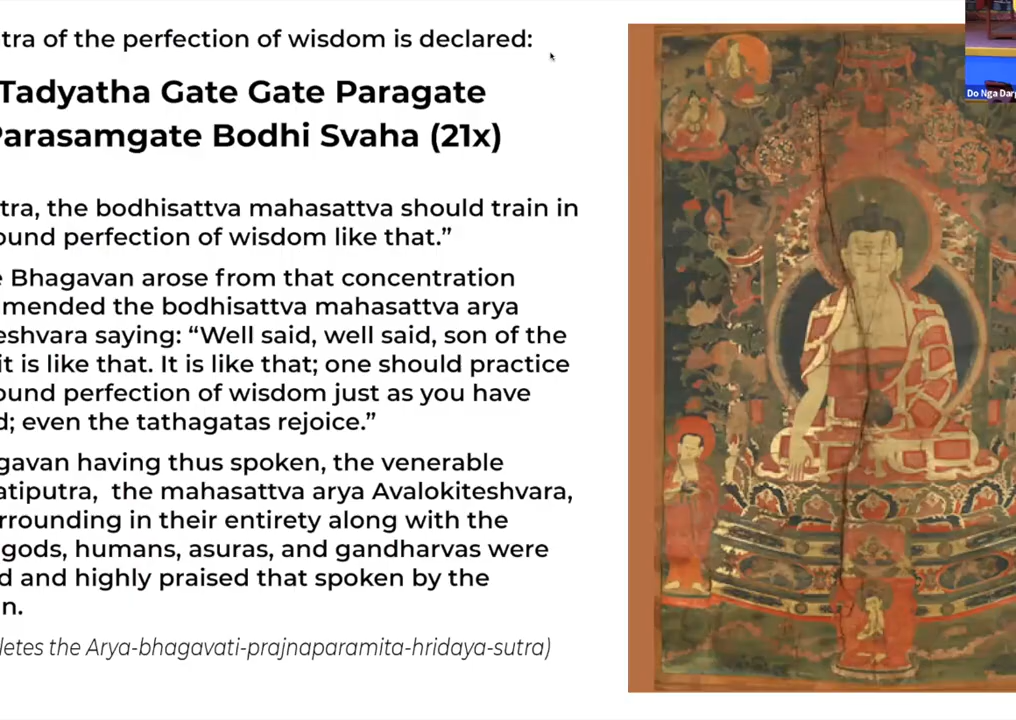 tra of the perfection of wisdom is declared:
Tadyatha Gate Gate Paragate
Parasamgate Bodhi Svaha (21x)
tra, the bodhisattva mahasattva should train in
ound perfection of wisdom like that.”
e Bhagavan arose from that concentration
mended the bodhisattva mahasattva arya
eshvara saying: “Well said, well said, son of the
it is like that. It is like that; one should practice
ound perfection of wisdom just as you have
d; even the tathagatas rejoice.”
gavan having thus spoken, the venerable
atiputra, the mahasattva arya Avalokiteshvara,
rrounding in their entirety along with the
gods, humans, asuras, and gandharvas were
d and highly praised that spoken by the
n.
letes the Arya-bhagavati-prajnaparamita-hridaya-sutra)
Do Nga Darg